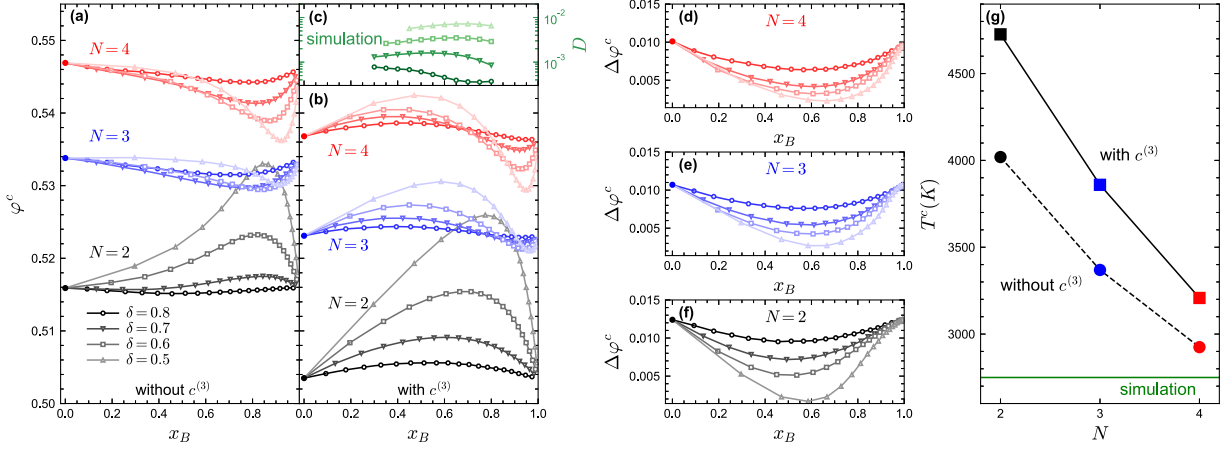 (a)
0.55
0.54
0.53
0.52
0.51
0.50
φ^c
N = 4
N = 3
N = 2
δ = 0.8
δ = 0.7
δ = 0.6
δ = 0.5
without c^(3)
0.0 0.2 0.4 0.6 0.8
x_B
(c)
simulation
10^-2
10^-3
D
(b)
N = 4
N = 3
N = 2
with c^(3)
0.0 0.2 0.4 0.6 0.8 1.0
x_B
(d)
N = 4
0.015
0.010
0.005
Δφ^c
0.0 0.2 0.4 0.6 0.8 1.0
x_B
(e)
N = 3
0.015
0.010
0.005
Δφ^c
0.0 0.2 0.4 0.6 0.8 1.0
x_B
(f)
N = 2
0.015
0.010
0.005
Δφ^c
0.0 0.2 0.4 0.6 0.8 1.0
x_B
(g)
4500
4000
3500
3000
T^c(K)
with c^(3)
without c^(3)
simulation
2 3 4
N